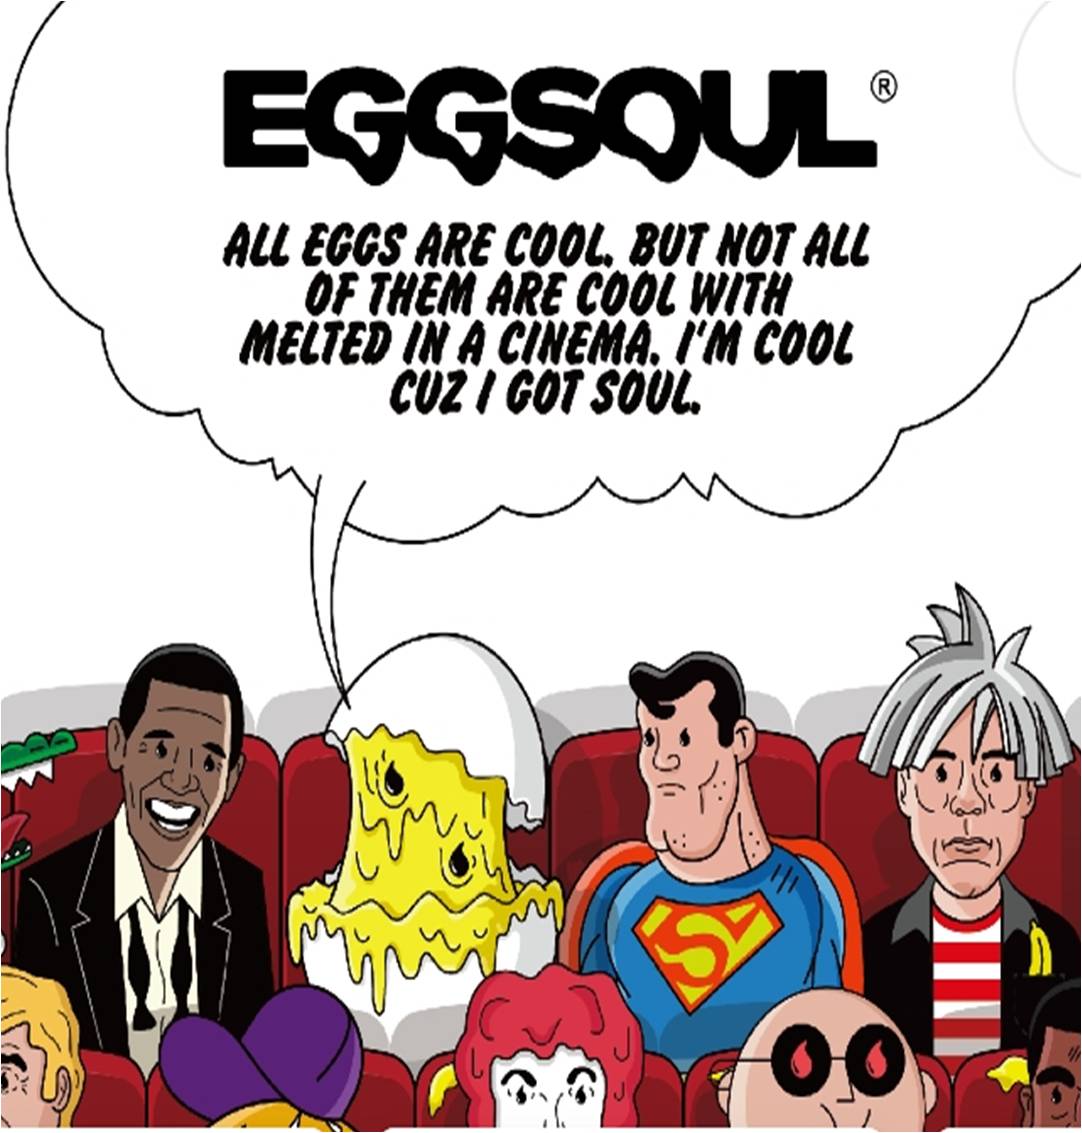 EGGSOUL®
ALL EGGS ARE COOL. BUT NOT ALL
OF THEM ARE COOL WITH
MELTED IN A CINEMA. I'M COOL
CUZ I GOT SOUL.
S